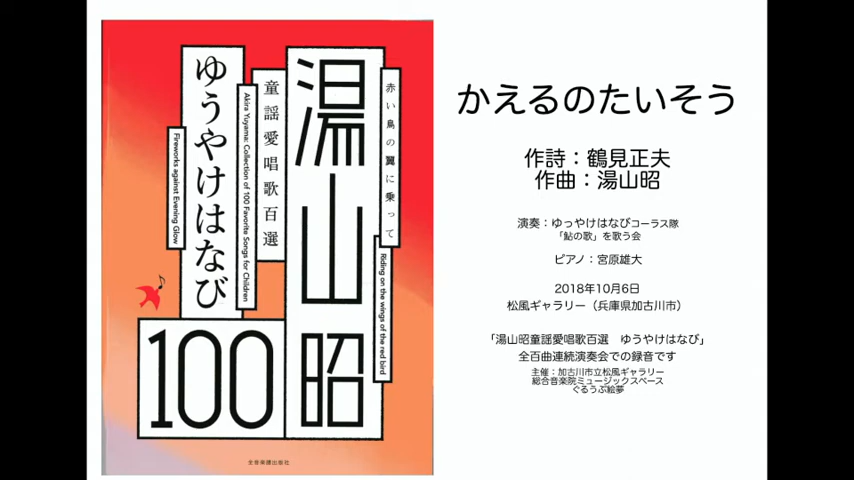 赤い鳥の翼に乗って
Riding on the wings of the red bird
湯山昭
童謡愛唱歌百選
Akira Yuyama: Collection of 100 Favorite Songs for Children
ゆうやけはなび
Fireworks against Evening Glow
100
全音楽譜出版社
かえるのたいそう
作詩：鶴見正夫
作曲：湯山昭
演奏：ゆっやけはなびコーラス隊
「鮎の歌」を歌う会
ピアノ：宮原雄大
2018年10月6日
松風ギャラリー（兵庫県加古川市）
「湯山昭童謡愛唱歌百選　ゆうやけはなび」
全百曲連続演奏会での録音です
主催：加古川市立松風ギャラリー
総合音楽院ミュージックスペース
ぐるうぷ絵夢